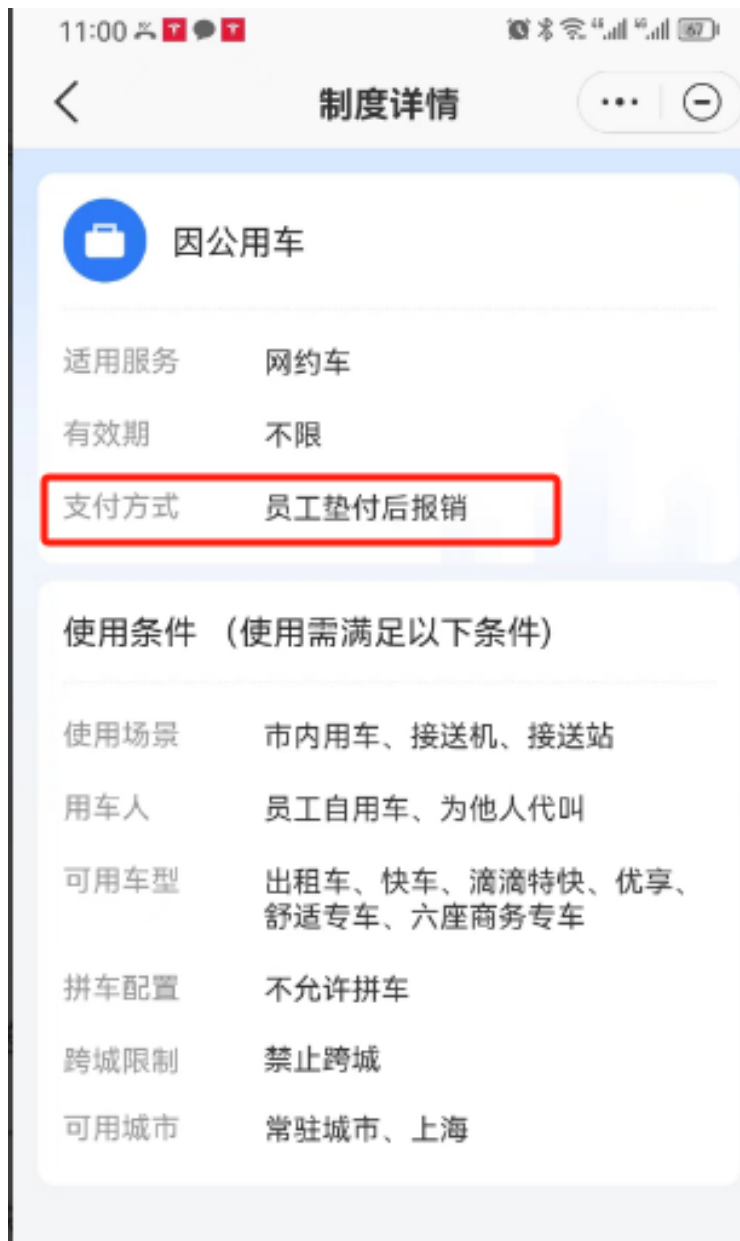 11:00
制度详情
因公用车
适用服务 网约车
有效期 不限
支付方式 员工垫付后报销
使用条件 （使用需满足以下条件）
使用场景 市内用车、接送机、接送站
用车人 员工自用车、为他人代叫
可用车型 出租车、快车、滴滴特快、优享、
舒适专车、六座商务专车
拼车配置 不允许拼车
跨城限制 禁止跨城
可用城市 常驻城市、上海